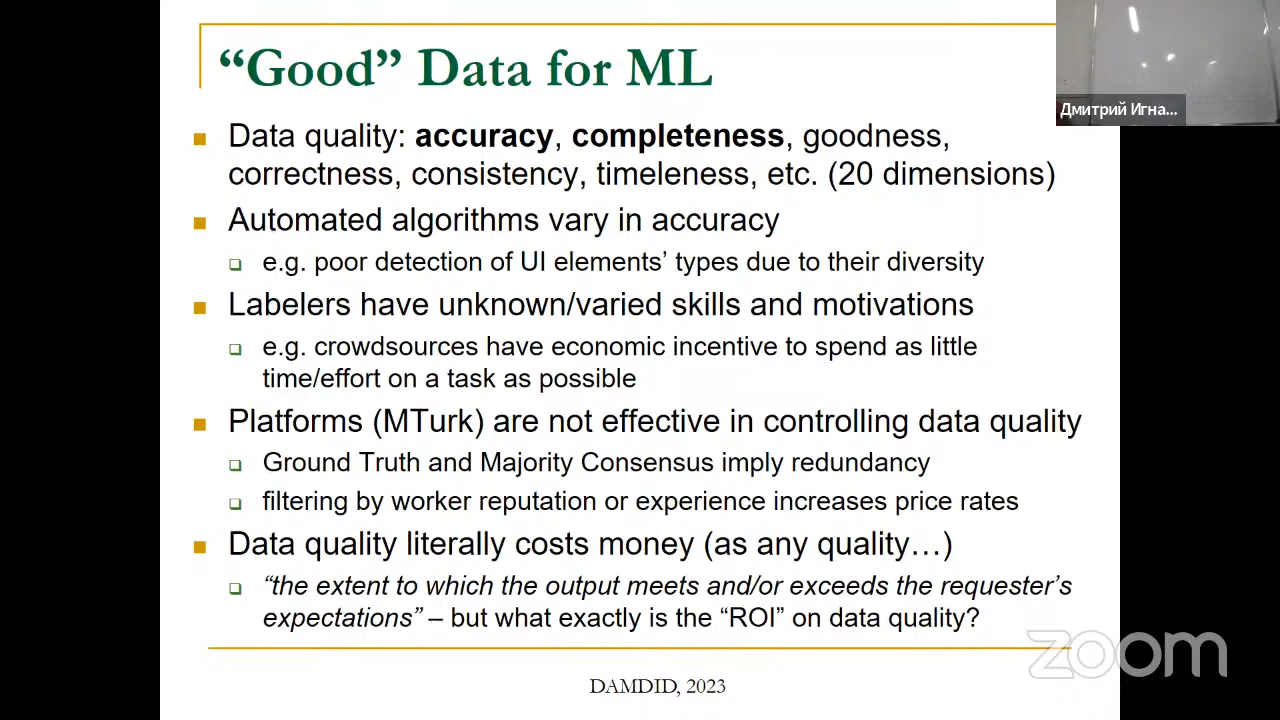 “Good” Data for ML
Дмитрий Игна...
Data quality: accuracy, completeness, goodness,
correctness, consistency, timeleness, etc. (20 dimensions)
Automated algorithms vary in accuracy
e.g. poor detection of UI elements’ types due to their diversity
Labelers have unknown/varied skills and motivations
e.g. crowdsources have economic incentive to spend as little
time/effort on a task as possible
Platforms (MTurk) are not effective in controlling data quality
Ground Truth and Majority Consensus imply redundancy
filtering by worker reputation or experience increases price rates
Data quality literally costs money (as any quality…)
“the extent to which the output meets and/or exceeds the requester’s
expectations” – but what exactly is the “ROI” on data quality?
zoom
DAMDID, 2023